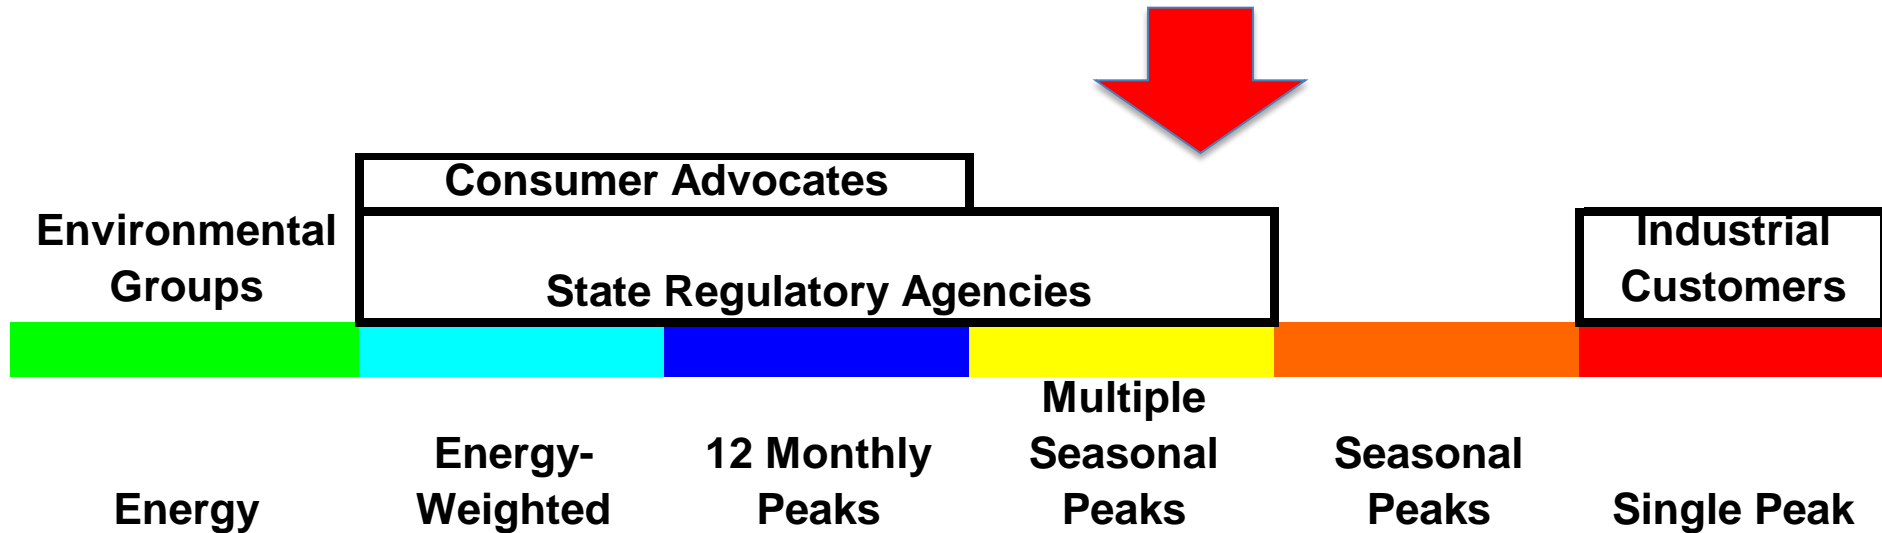 Consumer Advocates
Environmental
Groups
State Regulatory Agencies
Industrial
Customers
Energy
Energy-
Weighted
12 Monthly
Peaks
Multiple
Seasonal
Peaks
Seasonal
Peaks
Single Peak